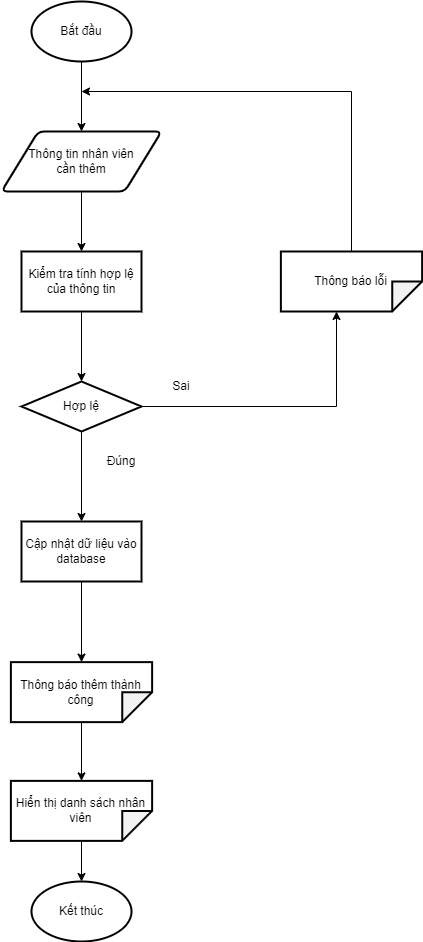 Bắt đầu
Thông tin nhân viên
cần thêm
Kiểm tra tính hợp lệ
của thông tin
Thông báo lỗi
Sai
Hợp lệ
Đúng
Cập nhật dữ liệu vào
database
Thông báo thêm thành
công
Hiển thị danh sách nhân
viên
Kết thúc